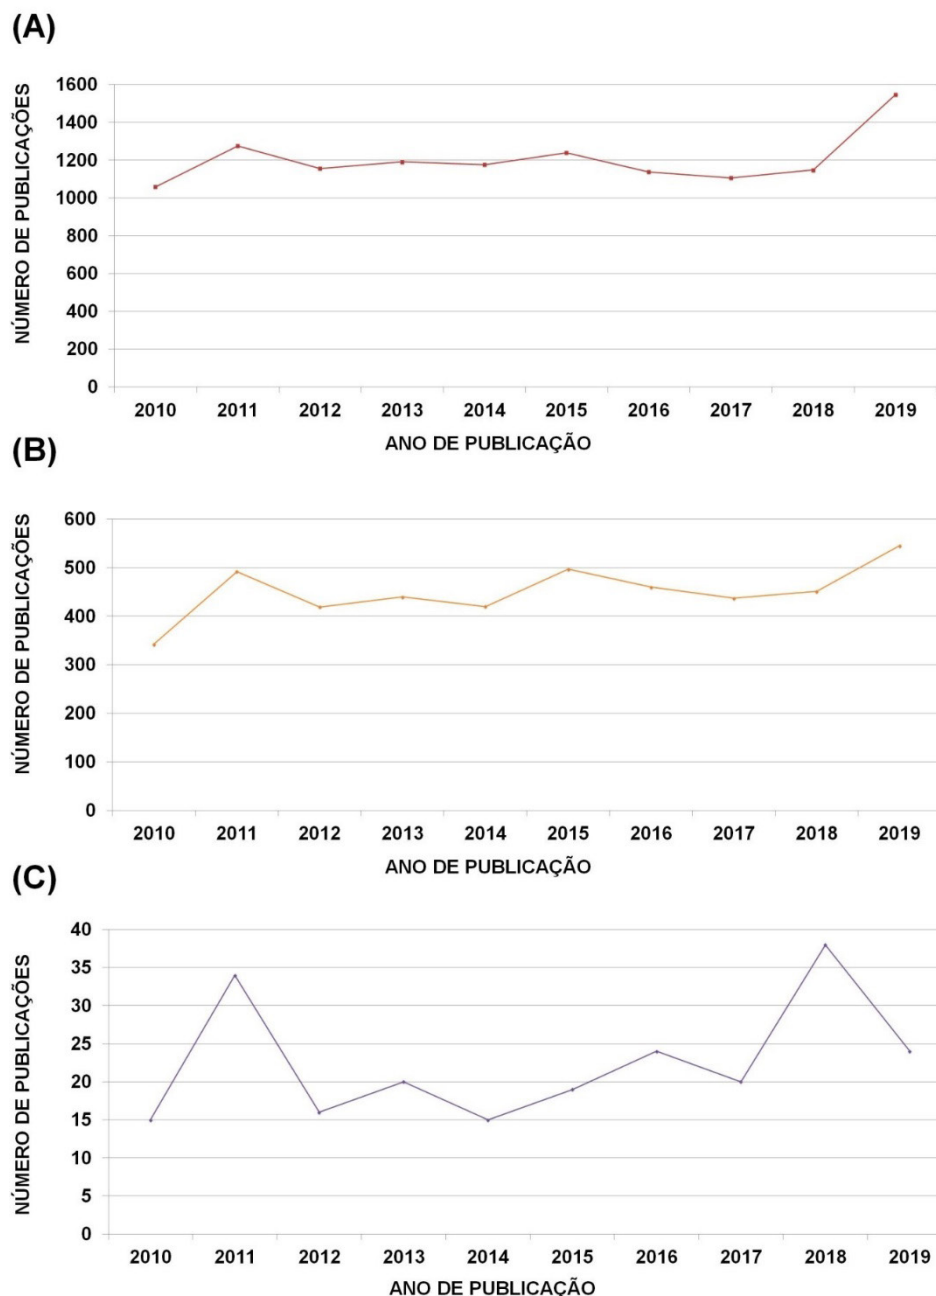 (A)
NÚMERO DE PUBLICAÇÕES
1600
1400
1200
1000
800
600
400
200
0
2010 2011 2012 2013 2014 2015 2016 2017 2018 2019
ANO DE PUBLICAÇÃO
(B)
NÚMERO DE PUBLICAÇÕES
600
500
400
300
200
100
0
2010 2011 2012 2013 2014 2015 2016 2017 2018 2019
ANO DE PUBLICAÇÃO
(C)
NÚMERO DE PUBLICAÇÕES
40
35
30
25
20
15
10
5
0
2010 2011 2012 2013 2014 2015 2016 2017 2018 2019
ANO DE PUBLICAÇÃO